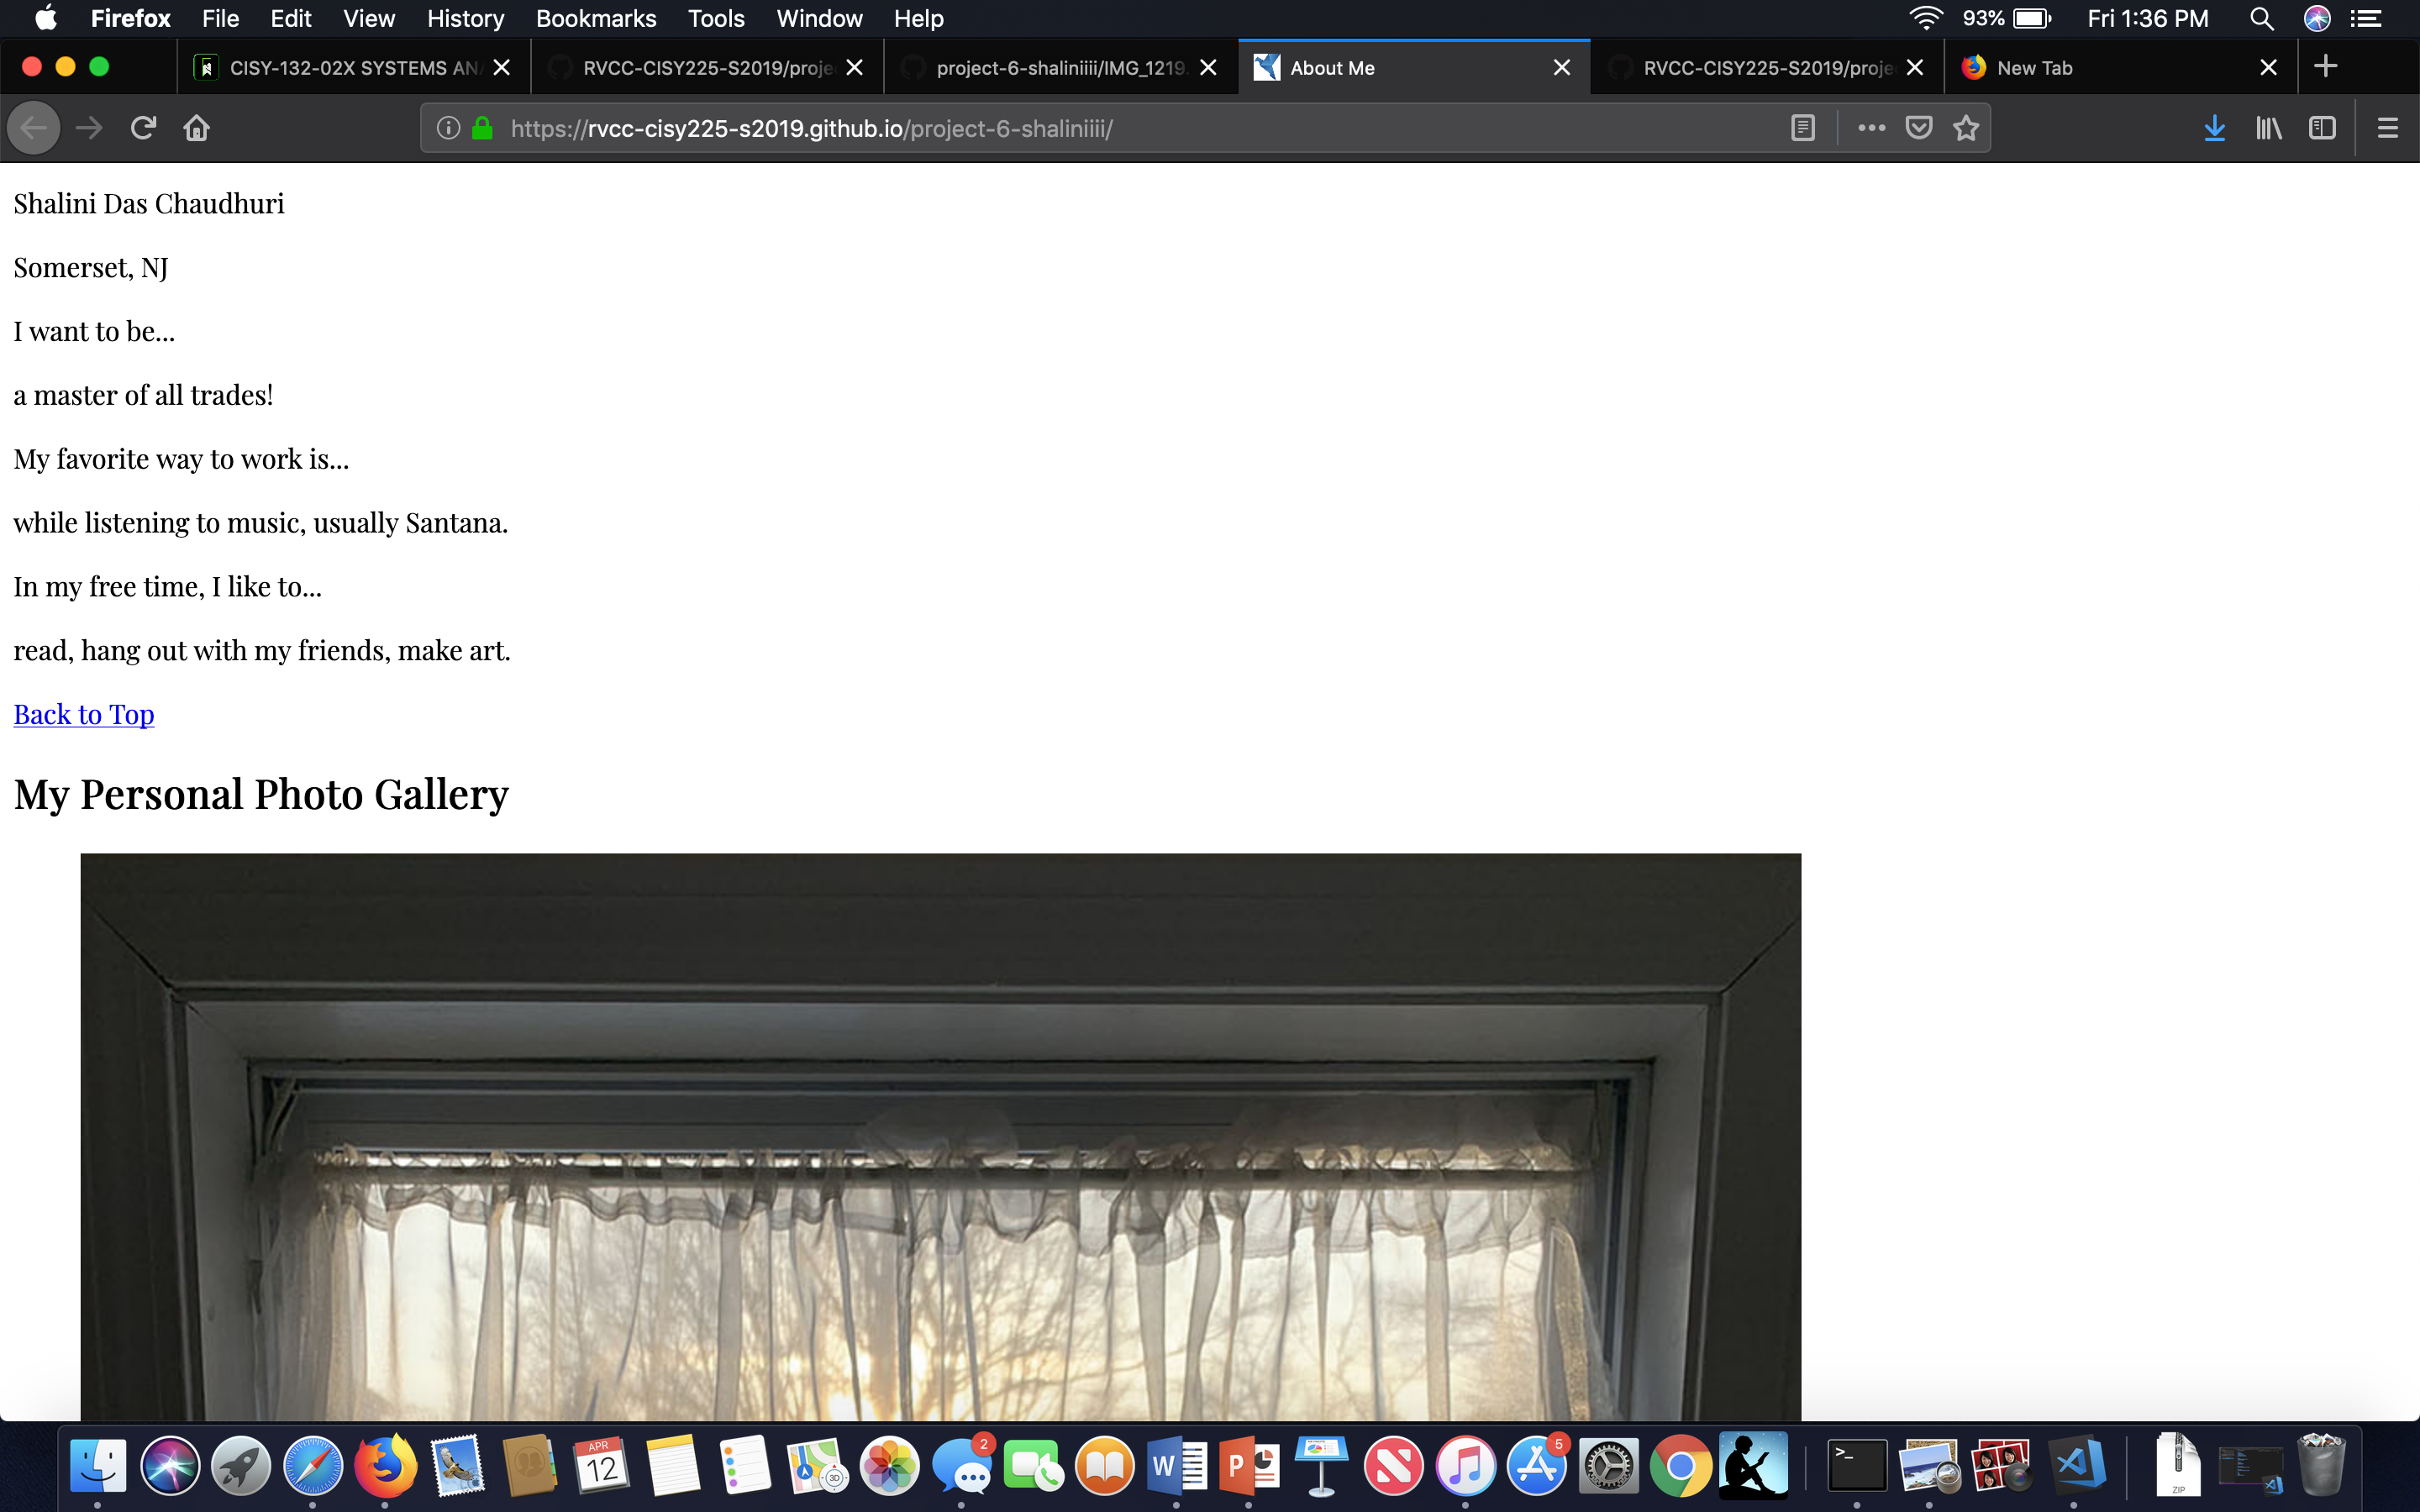 Firefox File Edit View History Bookmarks Tools Window Help 93% Fri 1:36 PM
CISY-132-02X SYSTEMS AN RVCC-CISY225-S2019/proje project-6-shaliniiii/IMG_1219 About Me RVCC-CISY225-S2019/proje New Tab
https://rvcc-cisy225-s2019.github.io/project-6-shaliniiii/
Shalini Das Chaudhuri
Somerset, NJ
I want to be...
a master of all trades!
My favorite way to work is...
while listening to music, usually Santana.
In my free time, I like to...
read, hang out with my friends, make art.
Back to Top
My Personal Photo Gallery
APR
12
3D
2
W
P
5
>_
ZIP